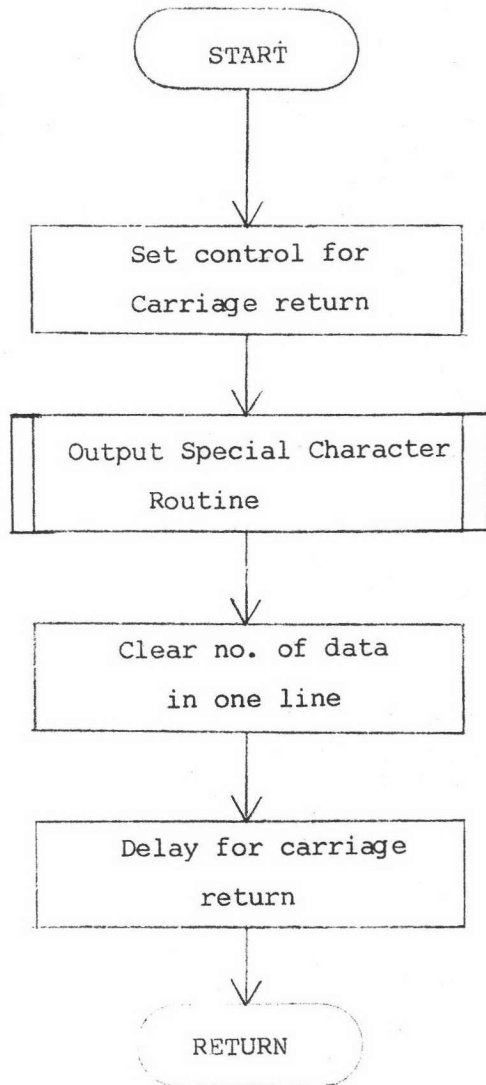 START
Set control for
Carriage return
Output Special Character
Routine
Clear no. of data
in one line
Delay for carriage
return
RETURN